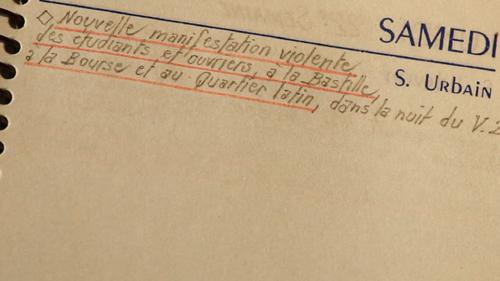 SAMEDI
S. Urbain
◇ Nouvelle manifestation violente
des étudiants et ouvriers à la Bastille,
à la Bourse et au Quartier latin, dans la nuit du V. 2